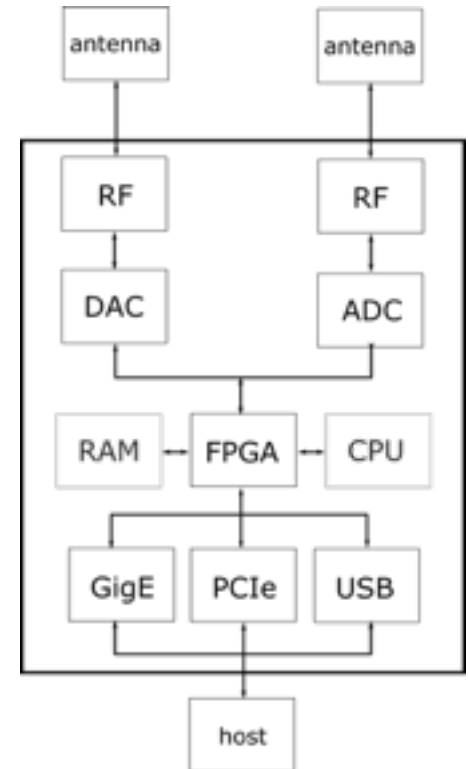 antenna
antenna
RF
RF
DAC
ADC
RAM
FPGA
CPU
GigE
PCIe
USB
host